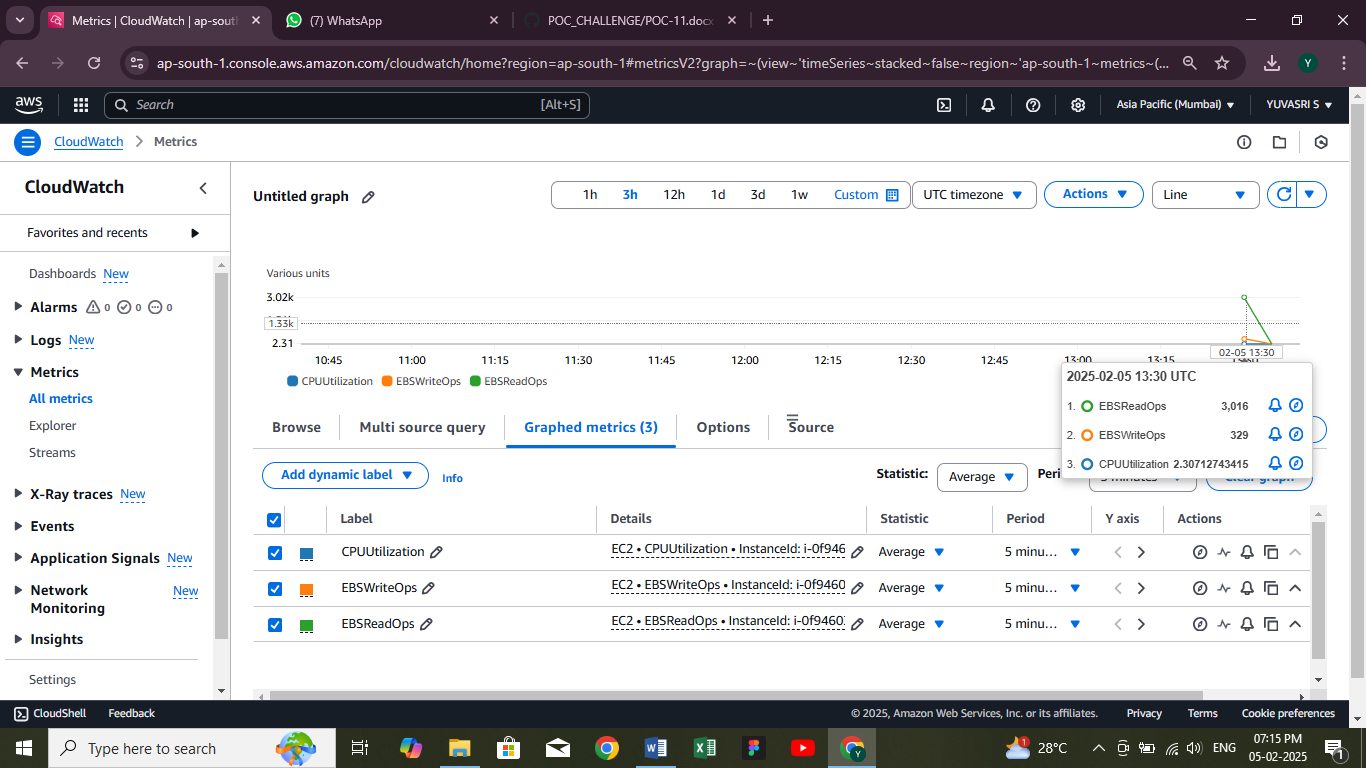 Metrics | CloudWatch | ap-sout
(7) WhatsApp
POC_CHALLENGE/POC-11.docx
ap-south-1.console.aws.amazon.com/cloudwatch/home?region=ap-south-1#metricsV2?graph=~(view~'timeSeries~stacked~false~region~'ap-south-1~metrics~(...
Y
aws
Search
[Alt+S]
Asia Pacific (Mumbai)
YUVASRI S
CloudWatch
Metrics
CloudWatch
Favorites and recents
Dashboards New
Alarms 0 0 0
Logs New
Metrics
All metrics
Explorer
Streams
X-Ray traces New
Events
Application Signals New
Network Monitoring New
Insights
Settings
Untitled graph
1h 3h 12h 1d 3d 1w Custom
UTC timezone
Actions
Line
Various units
3.02k
1.33k
2.31
10:45 11:00 11:15 11:30 11:45 12:00 12:15 12:30 12:45 13:00 13:15
02-05 13:30
CPUUtilization EBSWriteOps EBSReadOps
2025-02-05 13:30 UTC
1. EBSReadOps 3,016
2. EBSWriteOps 329
3. CPUUtilization 2.30712743415
Browse Multi source query Graphed metrics (3) Options Source
Add dynamic label
Info
Statistic:
Average
Clear graph
Label Details Statistic Period Y axis Actions
CPUUtilization EC2 • CPUUtilization • InstanceId: i-0f946 Average 5 minu...
EBSWriteOps EC2 • EBSWriteOps • InstanceId: i-0f9460 Average 5 minu...
EBSReadOps EC2 • EBSReadOps • InstanceId: i-0f9460 Average 5 minu...
CloudShell Feedback
© 2025, Amazon Web Services, Inc. or its affiliates.
Privacy Terms Cookie preferences
Type here to search
28°C
ENG
07:15 PM
05-02-2025
1